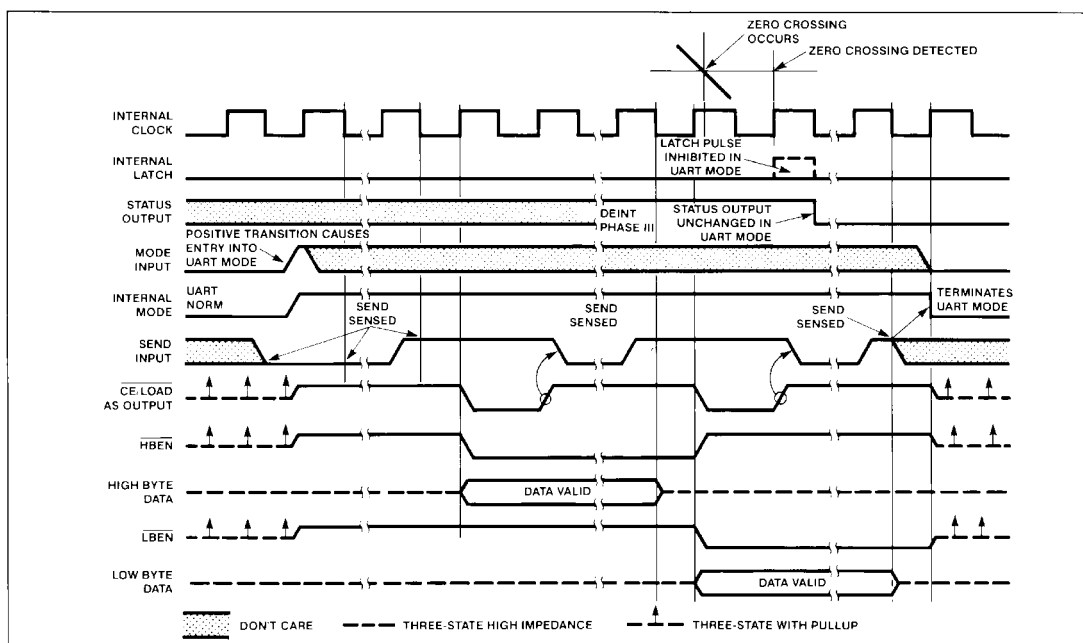 ZERO CROSSING
OCCURS
ZERO CROSSING DETECTED
INTERNAL
CLOCK
INTERNAL
LATCH
LATCH PULSE
INHIBITED IN
UART MODE
STATUS
OUTPUT
DEINT
PHASE III
STATUS OUTPUT
UNCHANGED IN
UART MODE
POSITIVE TRANSITION CAUSES
ENTRY INTO
UART MODE
MODE
INPUT
INTERNAL
MODE
UART
NORM
SEND
SENSED
SEND
SENSED
SEND
SENSED
TERMINATES
UART MODE
SEND
INPUT
CE/LOAD
AS OUTPUT
HBEN
HIGH BYTE
DATA
DATA VALID
LBEN
LOW BYTE
DATA
DATA VALID
DON'T CARE
THREE-STATE HIGH IMPEDANCE
THREE-STATE WITH PULLUP